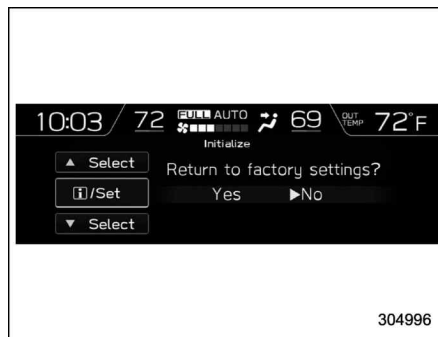 10:03 72 FULL AUTO 69 OUT TEMP 72°F
Initialize
▲ Select
Return to factory settings?
i/Set
Yes ▶No
▼ Select
304996